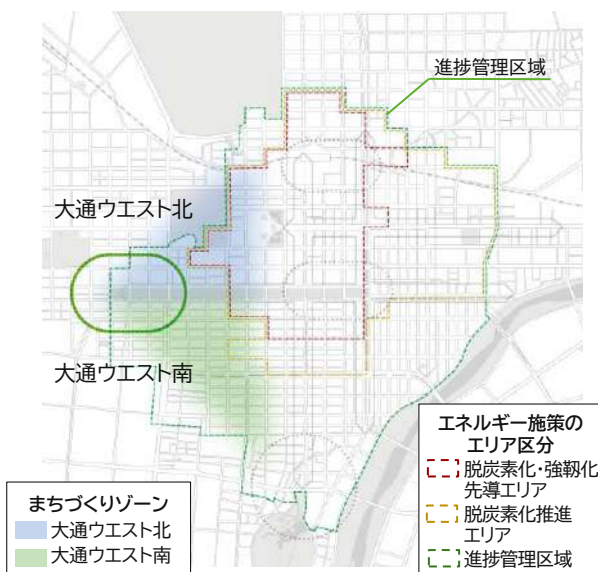 進捗管理区域
大通ウエスト北
大通ウエスト南
まちづくりゾーン
大通ウエスト北
大通ウエスト南
エネルギー施策の
エリア区分
脱炭素化・強靱化
先導エリア
脱炭素化推進
エリア
進捗管理区域